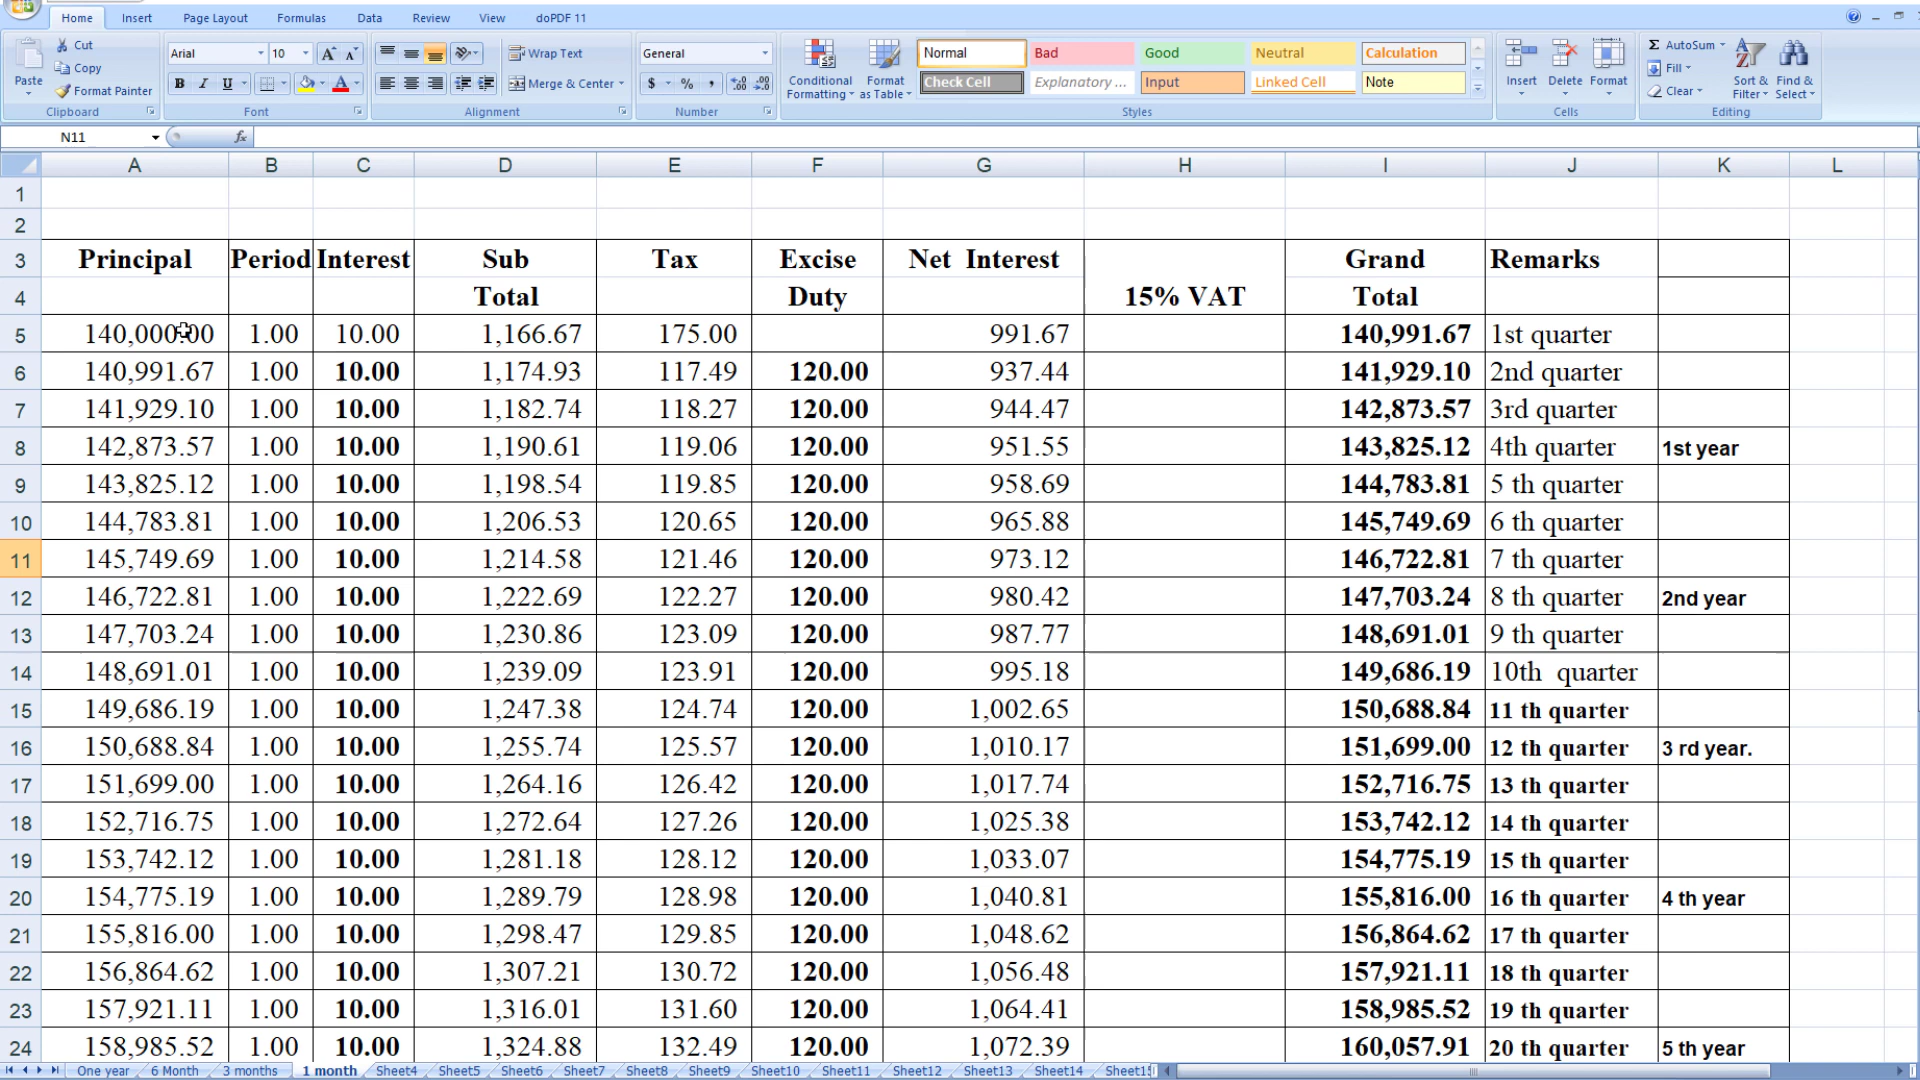 Home Insert Page Layout Formulas Data Review View doPDF 11
Paste Cut Arial 10 Wrap Text General Conditional Formatting Format as Table Normal Bad Good Neutral Calculation Insert Delete Format AutoSum Sort & Filter Find & Select
Copy Fill
Format Painter B I U Merge & Center $ % , Check Cell Explanatory ... Input Linked Cell Note Clear
Clipboard Font Alignment Number Styles Cells Editing
N11 fx
A B C D E F G H I J K L
1
2
3 Principal Period Interest Sub Tax Excise Net Interest Grand Remarks
4 Total Duty 15% VAT Total
5 140,000.00 1.00 10.00 1,166.67 175.00 991.67 140,991.67 1st quarter
6 140,991.67 1.00 10.00 1,174.93 117.49 120.00 937.44 141,929.10 2nd quarter
7 141,929.10 1.00 10.00 1,182.74 118.27 120.00 944.47 142,873.57 3rd quarter
8 142,873.57 1.00 10.00 1,190.61 119.06 120.00 951.55 143,825.12 4th quarter 1st year
9 143,825.12 1.00 10.00 1,198.54 119.85 120.00 958.69 144,783.81 5 th quarter
10 144,783.81 1.00 10.00 1,206.53 120.65 120.00 965.88 145,749.69 6 th quarter
11 145,749.69 1.00 10.00 1,214.58 121.46 120.00 973.12 146,722.81 7 th quarter
12 146,722.81 1.00 10.00 1,222.69 122.27 120.00 980.42 147,703.24 8 th quarter 2nd year
13 147,703.24 1.00 10.00 1,230.86 123.09 120.00 987.77 148,691.01 9 th quarter
14 148,691.01 1.00 10.00 1,239.09 123.91 120.00 995.18 149,686.19 10th quarter
15 149,686.19 1.00 10.00 1,247.38 124.74 120.00 1,002.65 150,688.84 11 th quarter
16 150,688.84 1.00 10.00 1,255.74 125.57 120.00 1,010.17 151,699.00 12 th quarter 3 rd year.
17 151,699.00 1.00 10.00 1,264.16 126.42 120.00 1,017.74 152,716.75 13 th quarter
18 152,716.75 1.00 10.00 1,272.64 127.26 120.00 1,025.38 153,742.12 14 th quarter
19 153,742.12 1.00 10.00 1,281.18 128.12 120.00 1,033.07 154,775.19 15 th quarter
20 154,775.19 1.00 10.00 1,289.79 128.98 120.00 1,040.81 155,816.00 16 th quarter 4 th year
21 155,816.00 1.00 10.00 1,298.47 129.85 120.00 1,048.62 156,864.62 17 th quarter
22 156,864.62 1.00 10.00 1,307.21 130.72 120.00 1,056.48 157,921.11 18 th quarter
23 157,921.11 1.00 10.00 1,316.01 131.60 120.00 1,064.41 158,985.52 19 th quarter
24 158,985.52 1.00 10.00 1,324.88 132.49 120.00 1,072.39 160,057.91 20 th quarter 5 th year
One year 6 Month 3 months 1 month Sheet4 Sheet5 Sheet6 Sheet7 Sheet8 Sheet9 Sheet10 Sheet11 Sheet12 Sheet13 Sheet14